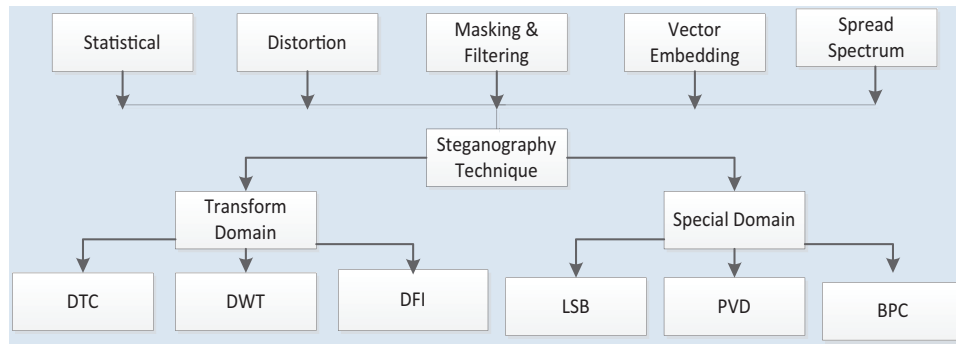 Statistical
Distortion
Masking &
Filtering
Vector
Embedding
Spread
Spectrum
Steganography
Technique
Transform
Domain
Special Domain
DTC
DWT
DFI
LSB
PVD
BPC